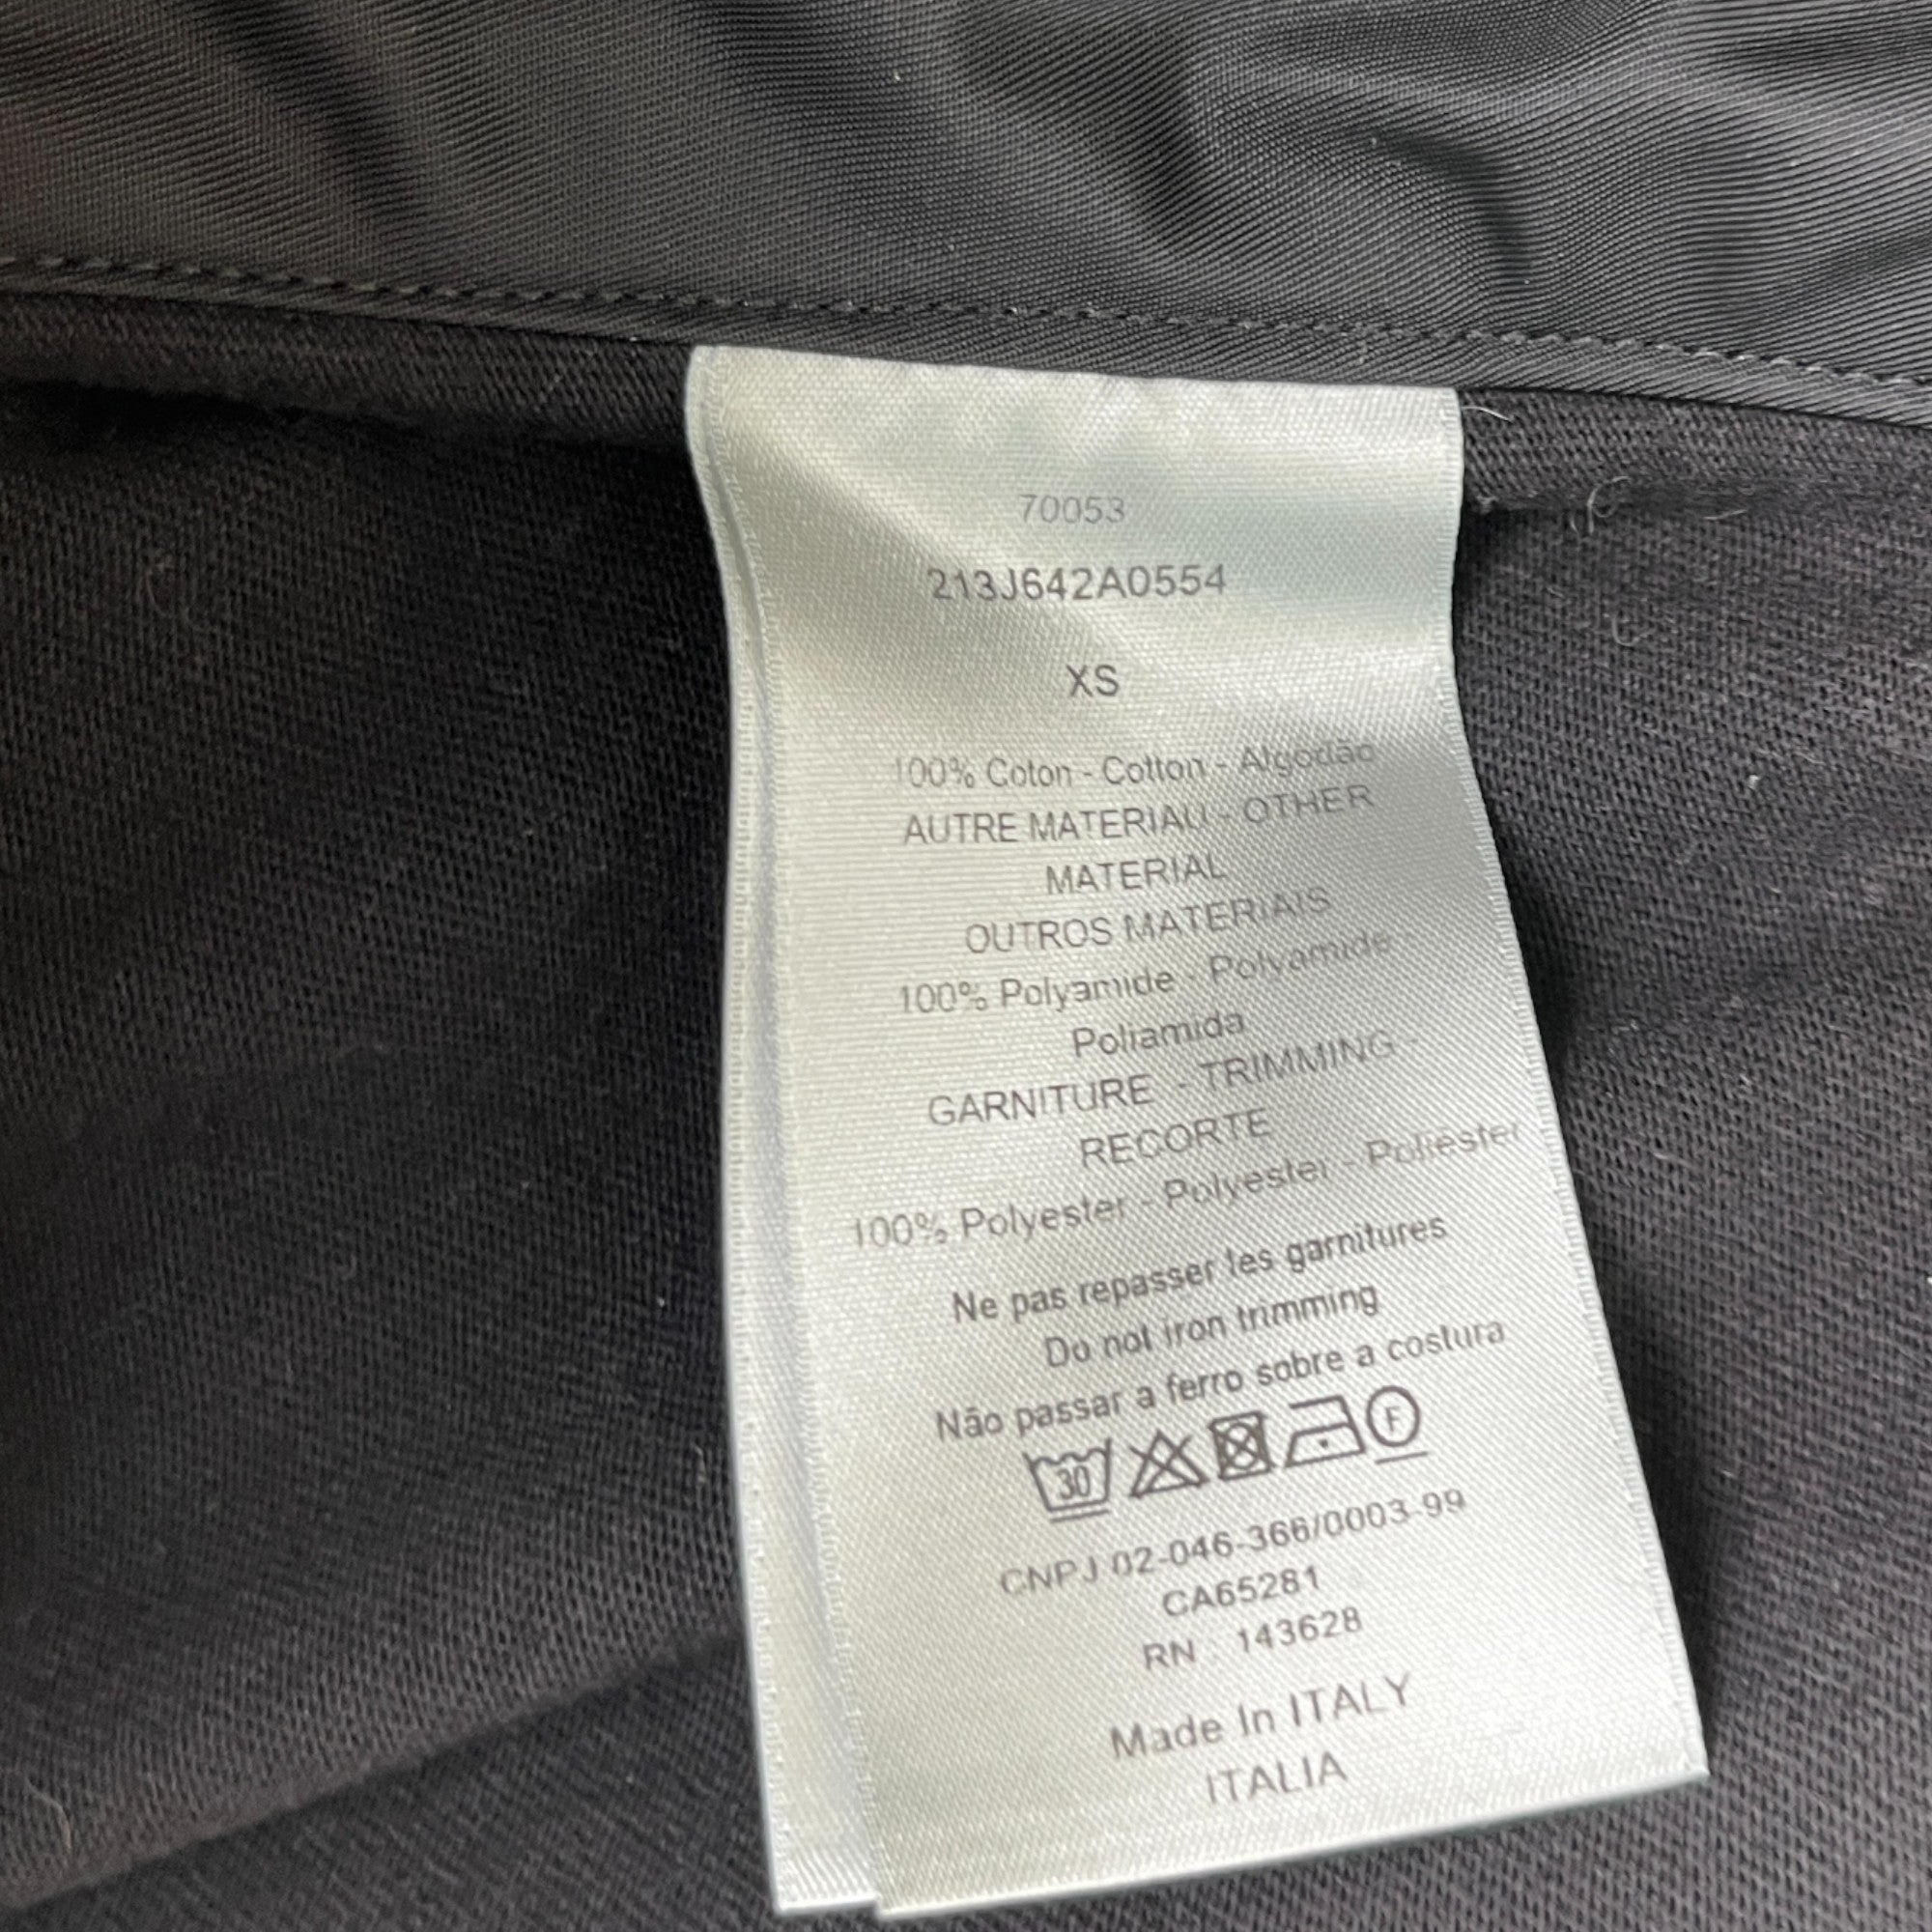 70053
213J642A0554
XS
100% Coton - Cotton - Algodão
AUTRE MATERIAU - OTHER
MATERIAL
OUTROS MATERIAIS
100% Polyamide - Polyamide -
Poliamida
GARNITURE - TRIMMING -
RECORTE
100% Polyester - Polyester - Poliéster
Ne pas repasser les garnitures
Do not iron trimming
Não passar a ferro sobre a costura
30 F
CNPJ 02-046-366/0003-99
CA65281
RN : 143628
Made In ITALY
ITALIA